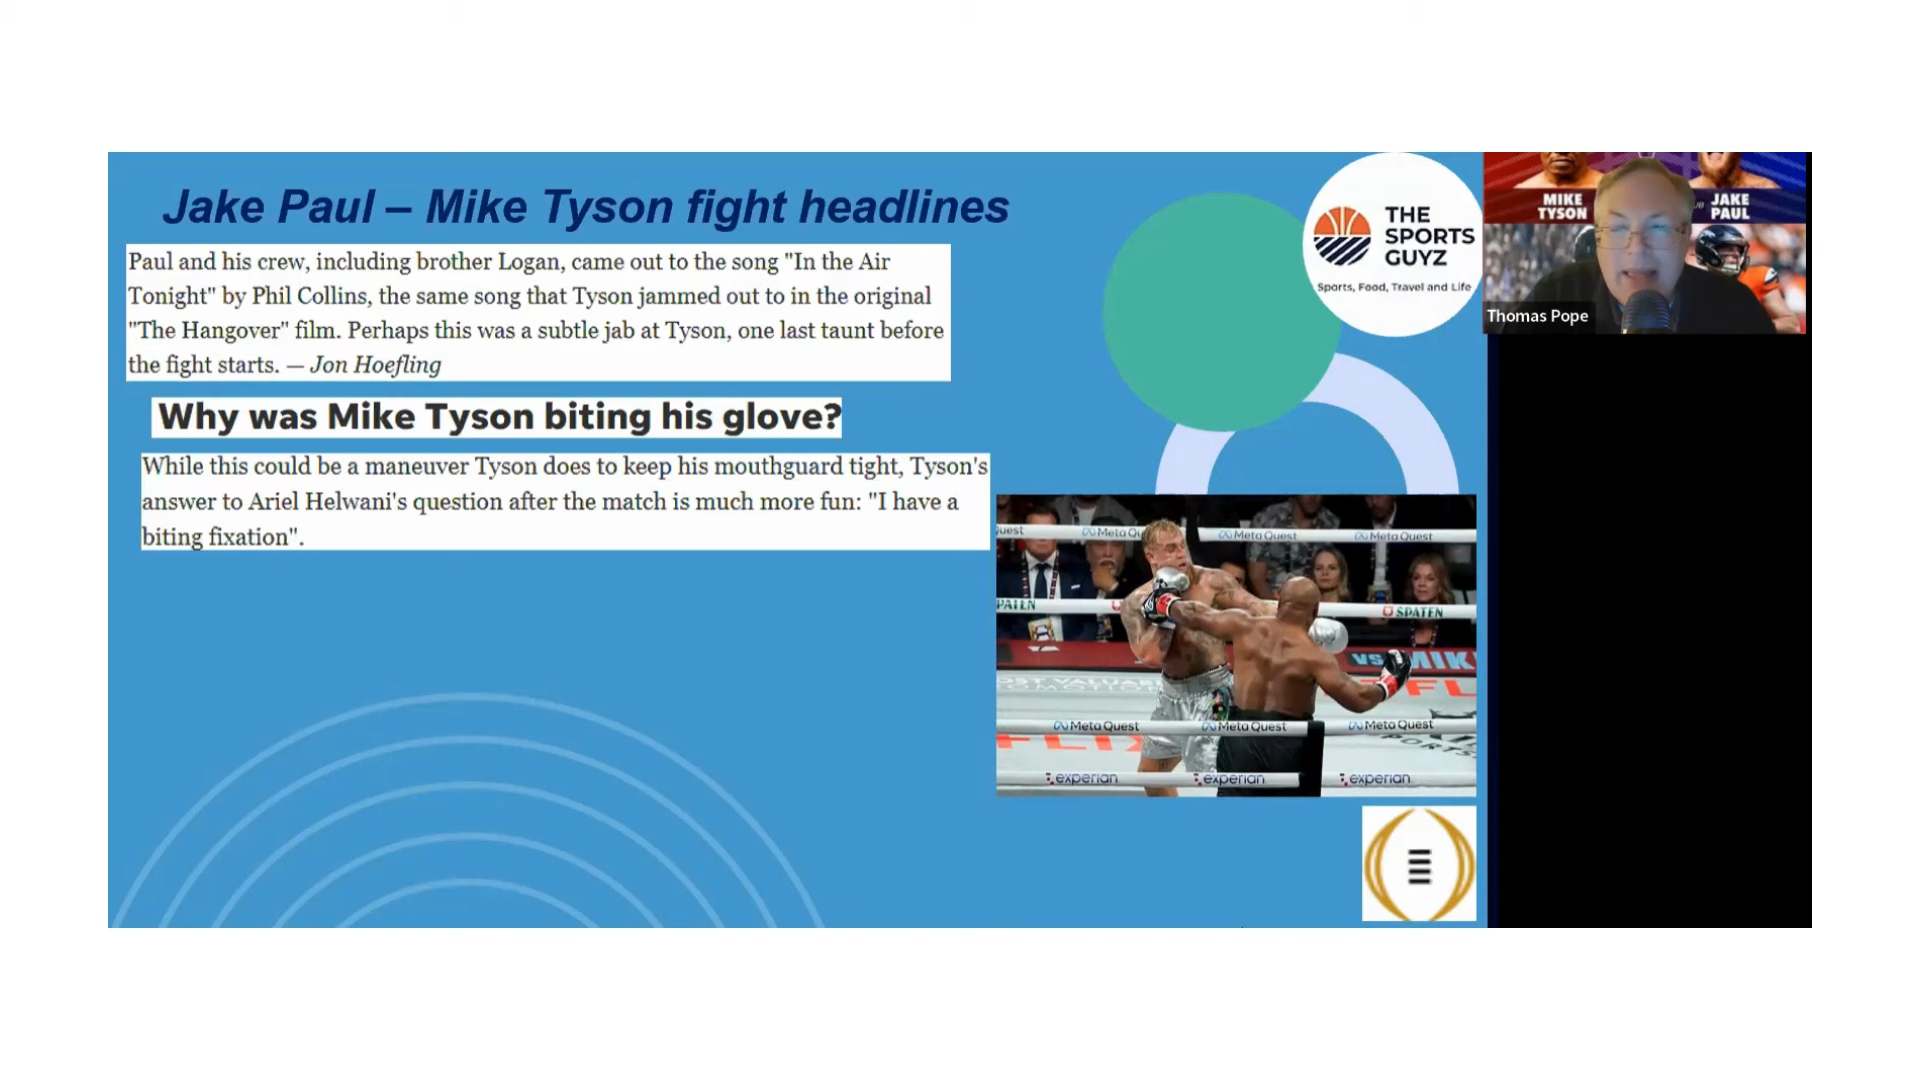 Jake Paul – Mike Tyson fight headlines
Paul and his crew, including brother Logan, came out to the song "In the Air
Tonight" by Phil Collins, the same song that Tyson jammed out to in the original
"The Hangover" film. Perhaps this was a subtle jab at Tyson, one last taunt before
the fight starts. — Jon Hoefling
Why was Mike Tyson biting his glove?
While this could be a maneuver Tyson does to keep his mouthguard tight, Tyson's
answer to Ariel Helwani's question after the match is much more fun: "I have a
biting fixation".
THE
SPORTS
GUYZ
Sports, Food, Travel and Life
MIKE
TYSON
JAKE
PAUL
Thomas Pope
Meta Quest
Meta Quest
Meta Quest
SPATEN
VS MIK
Meta Quest
Meta Quest
Meta Quest
experian
experian
experian